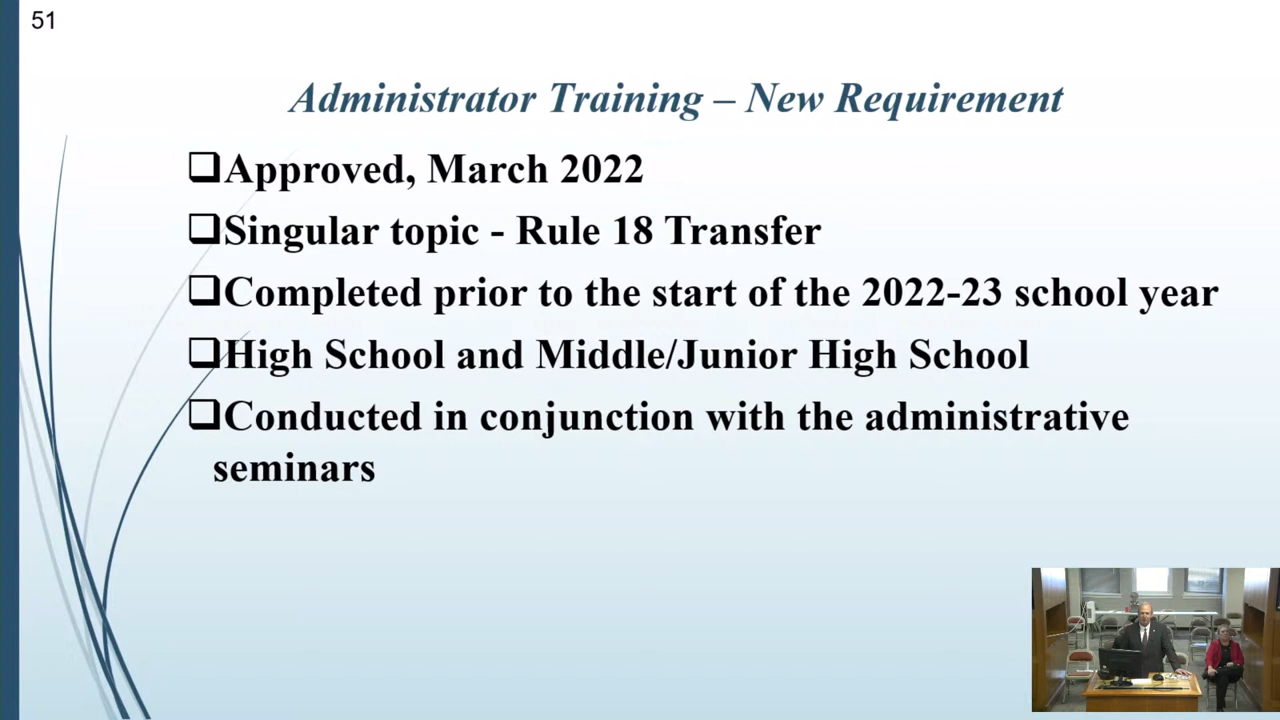 51
Administrator Training – New Requirement
❑Approved, March 2022
❑Singular topic - Rule 18 Transfer
❑Completed prior to the start of the 2022-23 school year
❑High School and Middle/Junior High School
❑Conducted in conjunction with the administrative
seminars